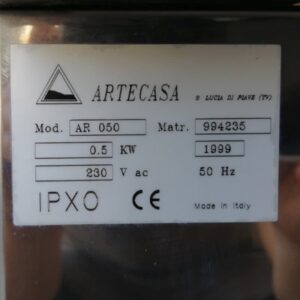 ARTECASA
S LUCIA DI PIAVE (TV)
Mod. AR 050 Matr. 994235
0.5 KW 1999
230 V ac 50 Hz
IPXO CE Made in Italy